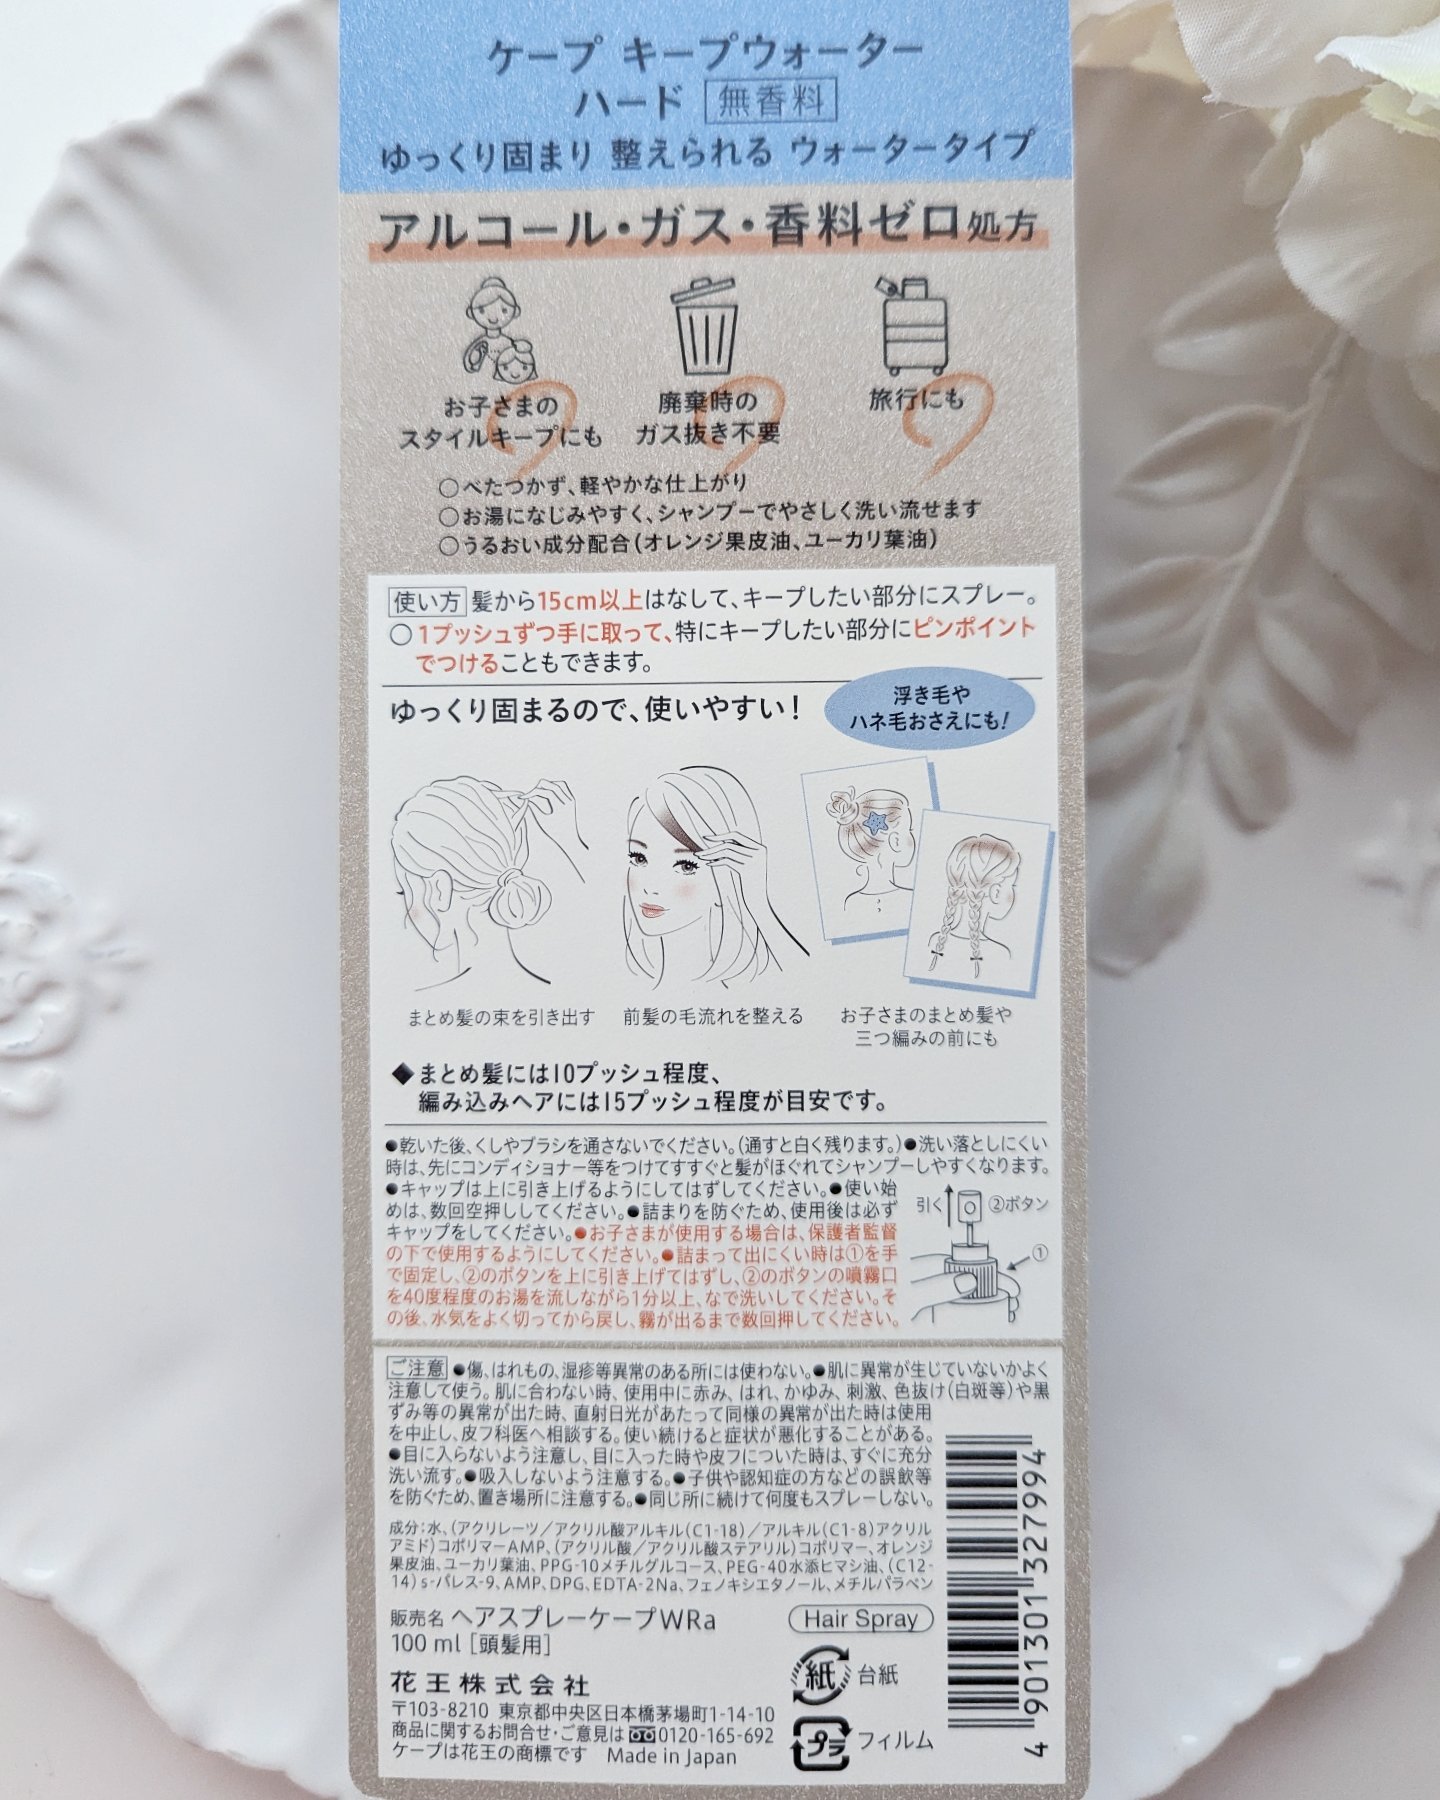 ケープ キープウォーター
ハード 無香料
ゆっくり固まり 整えられる ウォータータイプ
アルコール・ガス・香料ゼロ処方
お子さまの
スタイルキープにも
廃棄時の
ガス抜き不要
旅行にも
○べたつかず、軽やかな仕上がり
○お湯になじみやすく、シャンプーでやさしく洗い流せます
○うるおい成分配合(オレンジ果皮油、ユーカリ葉油)
使い方 髪から15cm以上はなして、キープしたい部分にスプレー。
○1プッシュずつ手に取って、特にキープしたい部分にピンポイント
でつけることもできます。
ゆっくり固まるので、使いやすい!
浮き毛や
ハネ毛おさえにも!
まとめ髪の束を引き出す
前髪の毛流れを整える
お子さまのまとめ髪や
三つ編みの前にも
◆まとめ髪には10プッシュ程度、
編み込みヘアには15プッシュ程度が目安です。
●乾いた後、くしやブラシを通さないでください。(通すと白く残ります。)●洗い落としにくい
時は、先にコンディショナー等をつけてすすぐと髪がほぐれてシャンプーしやすくなります。
●キャップは上に引き上げるようにしてはずしてください。●使い始
めは、数回空押ししてください。●詰まりを防ぐため、使用後は必ず
キャップをしてください。●お子さまが使用する場合は、保護者監督
の下で使用するようにしてください。●詰まって出にくい時は①を手
で固定し、②のボタンを上に引き上げてはずし、②のボタンの噴霧口
を40度程度のお湯を流しながら1分以上、なで洗いしてください。そ
の後、水気をよく切ってから戻し、霧が出るまで数回押してください。
引く
②ボタン
①
ご注意 ●傷、はれもの、湿疹等異常のある所には使わない。●肌に異常が生じていないかよく
注意して使う。肌に合わない時、使用中に赤み、はれ、かゆみ、刺激、色抜け(白斑等)や黒
ずみ等の異常が出た時、直射日光があたって同様の異常が出た時は使用
を中止し、皮フ科医へ相談する。使い続けると症状が悪化することがある。
●目に入らないよう注意し、目に入った時や皮フについた時は、すぐに充分
洗い流す。●吸入しないよう注意する。●子供や認知症の方などの誤飲等
を防ぐため、置き場所に注意する。●同じ所に続けて何度もスプレーしない。
成分:水、(アクリレーツ/アクリル酸アルキル(C1-18)/アルキル(C1-8)アクリル
アミド)コポリマーAMP、(アクリル酸/アクリル酸ステアリル)コポリマー、オレンジ
果皮油、ユーカリ葉油、PPG-10メチルグルコース、PEG-40水添ヒマシ油、(C12-
14)s-パレス-9、AMP、DPG、EDTA-2Na、フェノキシエタノール、メチルパラベン
販売名 ヘアスプレーケープWRa
100 ml [頭髪用]
Hair Spray
花王株式会社
〒103-8210 東京都中央区日本橋茅場町1-14-10
商品に関するお問合せ・ご意見は 0120-165-692
ケープは花王の商標です Made in Japan
紙 台紙
プラ フィルム
4 901301 327994